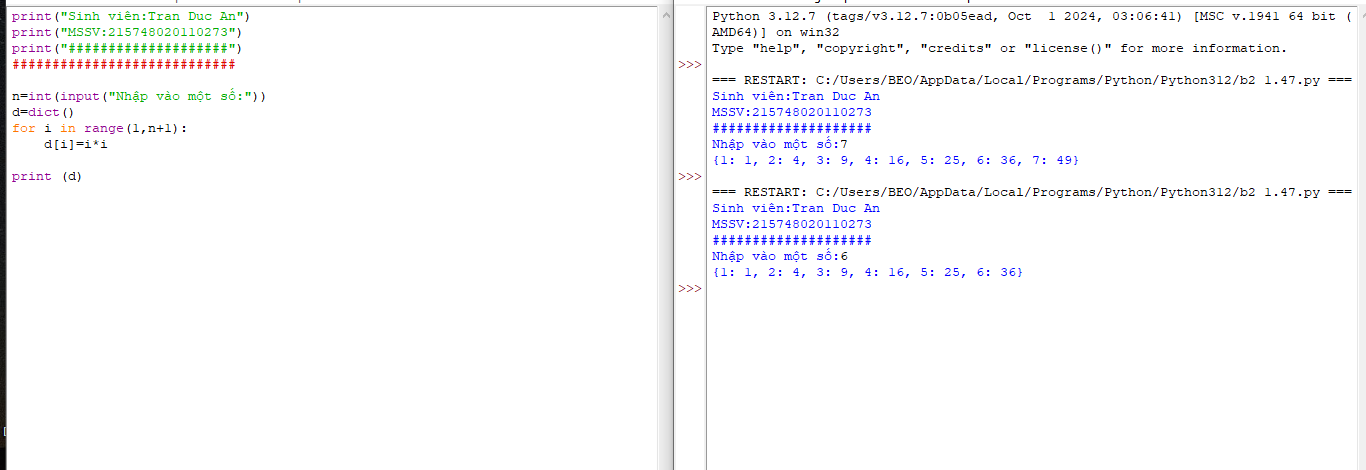 print("Sinh viên:Tran Duc An")
print("MSSV:215748020110273")
print("####################")
############################
n=int(input("Nhập vào một số:"))
d=dict()
for i in range(1,n+1):
    d[i]=i*i
print (d)
Python 3.12.7 (tags/v3.12.7:0b05ead, Oct  1 2024, 03:06:41) [MSC v.1941 64 bit (
AMD64)] on win32
Type "help", "copyright", "credits" or "license()" for more information.
>>>
=== RESTART: C:/Users/BEO/AppData/Local/Programs/Python/Python312/b2 1.47.py ===
Sinh viên:Tran Duc An
MSSV:215748020110273
####################
Nhập vào một số:7
{1: 1, 2: 4, 3: 9, 4: 16, 5: 25, 6: 36, 7: 49}
>>>
=== RESTART: C:/Users/BEO/AppData/Local/Programs/Python/Python312/b2 1.47.py ===
Sinh viên:Tran Duc An
MSSV:215748020110273
####################
Nhập vào một số:6
{1: 1, 2: 4, 3: 9, 4: 16, 5: 25, 6: 36}
>>>